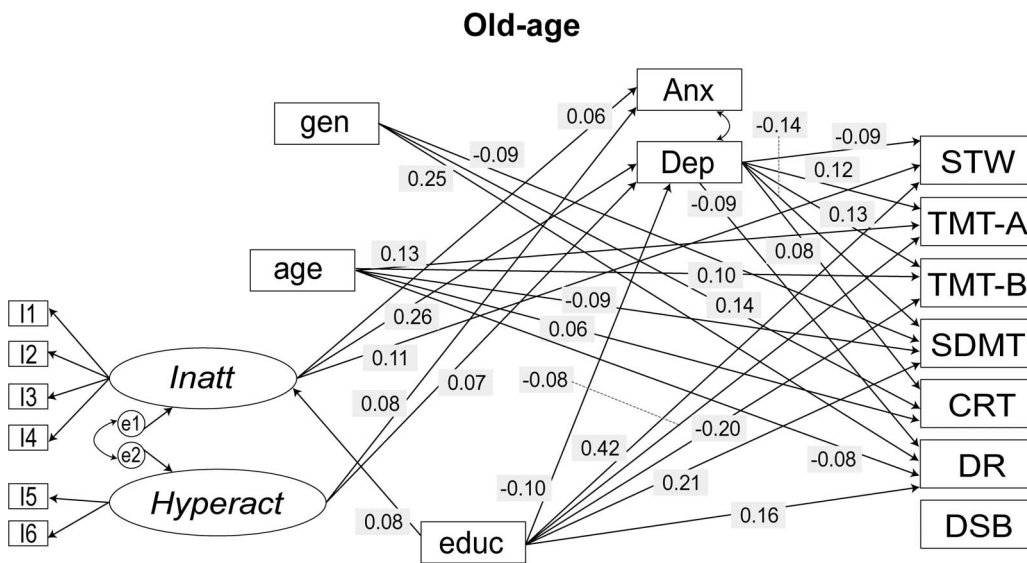 Old-age
Anx
gen
0.06
-0.14
-0.09
-0.09
STW
0.25
Dep
0.12
-0.09
TMT-A
0.13
0.13
0.08
age
0.10
TMT-B
-0.09
0.14
I1
0.26
0.06
SDMT
I2
Inatt
0.11
-0.08
0.07
I3
0.08
CRT
e1
-0.20
I4
0.42
e2
-0.08
DR
0.21
I5
Hyperact
-0.10
0.16
0.08
I6
educ
DSB